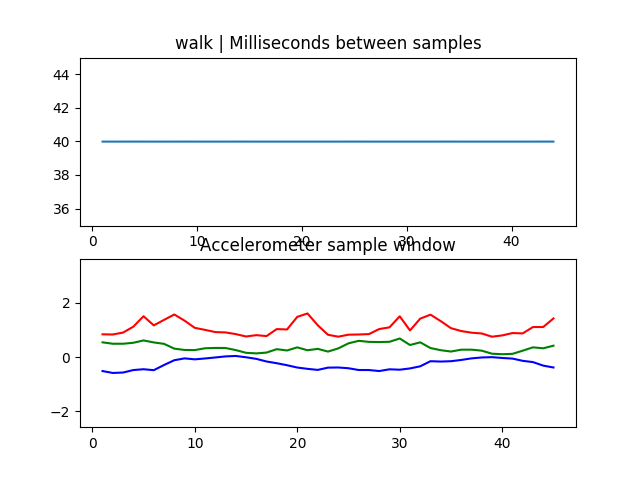 walk | Milliseconds between samples
44
42
40
38
36
0 10 20 30 40
Accelerometer sample window
2
0
−2
0 10 20 30 40